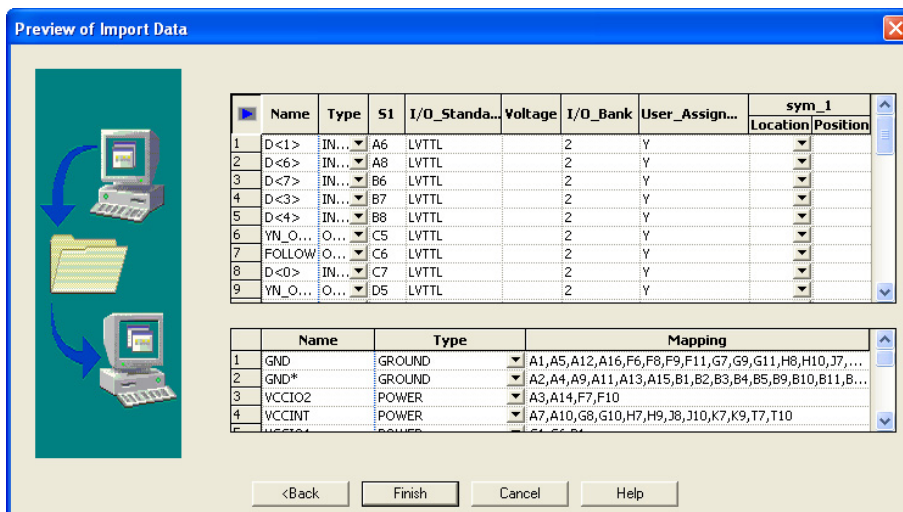 Preview of Import Data
Name Type S1 I/O_Standa... Voltage I/O_Bank User_Assign... sym_1
Location Position
1 D<1> IN... A6 LVTTL 2 Y
2 D<6> IN... A8 LVTTL 2 Y
3 D<7> IN... B6 LVTTL 2 Y
4 D<3> IN... B7 LVTTL 2 Y
5 D<4> IN... B8 LVTTL 2 Y
6 YN_O... O... C5 LVTTL 2 Y
7 FOLLOW O... C6 LVTTL 2 Y
8 D<0> IN... C7 LVTTL 2 Y
9 YN_O... O... D5 LVTTL 2 Y
Name Type Mapping
1 GND GROUND A1,A5,A12,A16,F6,F8,F9,F11,G7,G9,G11,H8,H10,J7,...
2 GND* GROUND A2,A4,A9,A11,A13,A15,B1,B2,B3,B4,B5,B9,B10,B11,B...
3 VCCIO2 POWER A3,A14,F7,F10
4 VCCINT POWER A7,A10,G8,G10,H7,H9,J8,J10,K7,K9,T7,T10
<Back Finish Cancel Help